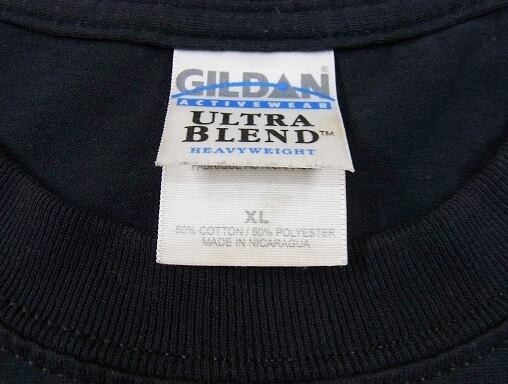 GILDAN
ACTIVEWEAR
ULTRA
BLEND™
HEAVYWEIGHT
XL
50% COTTON / 50% POLYESTER
MADE IN NICARAGUA